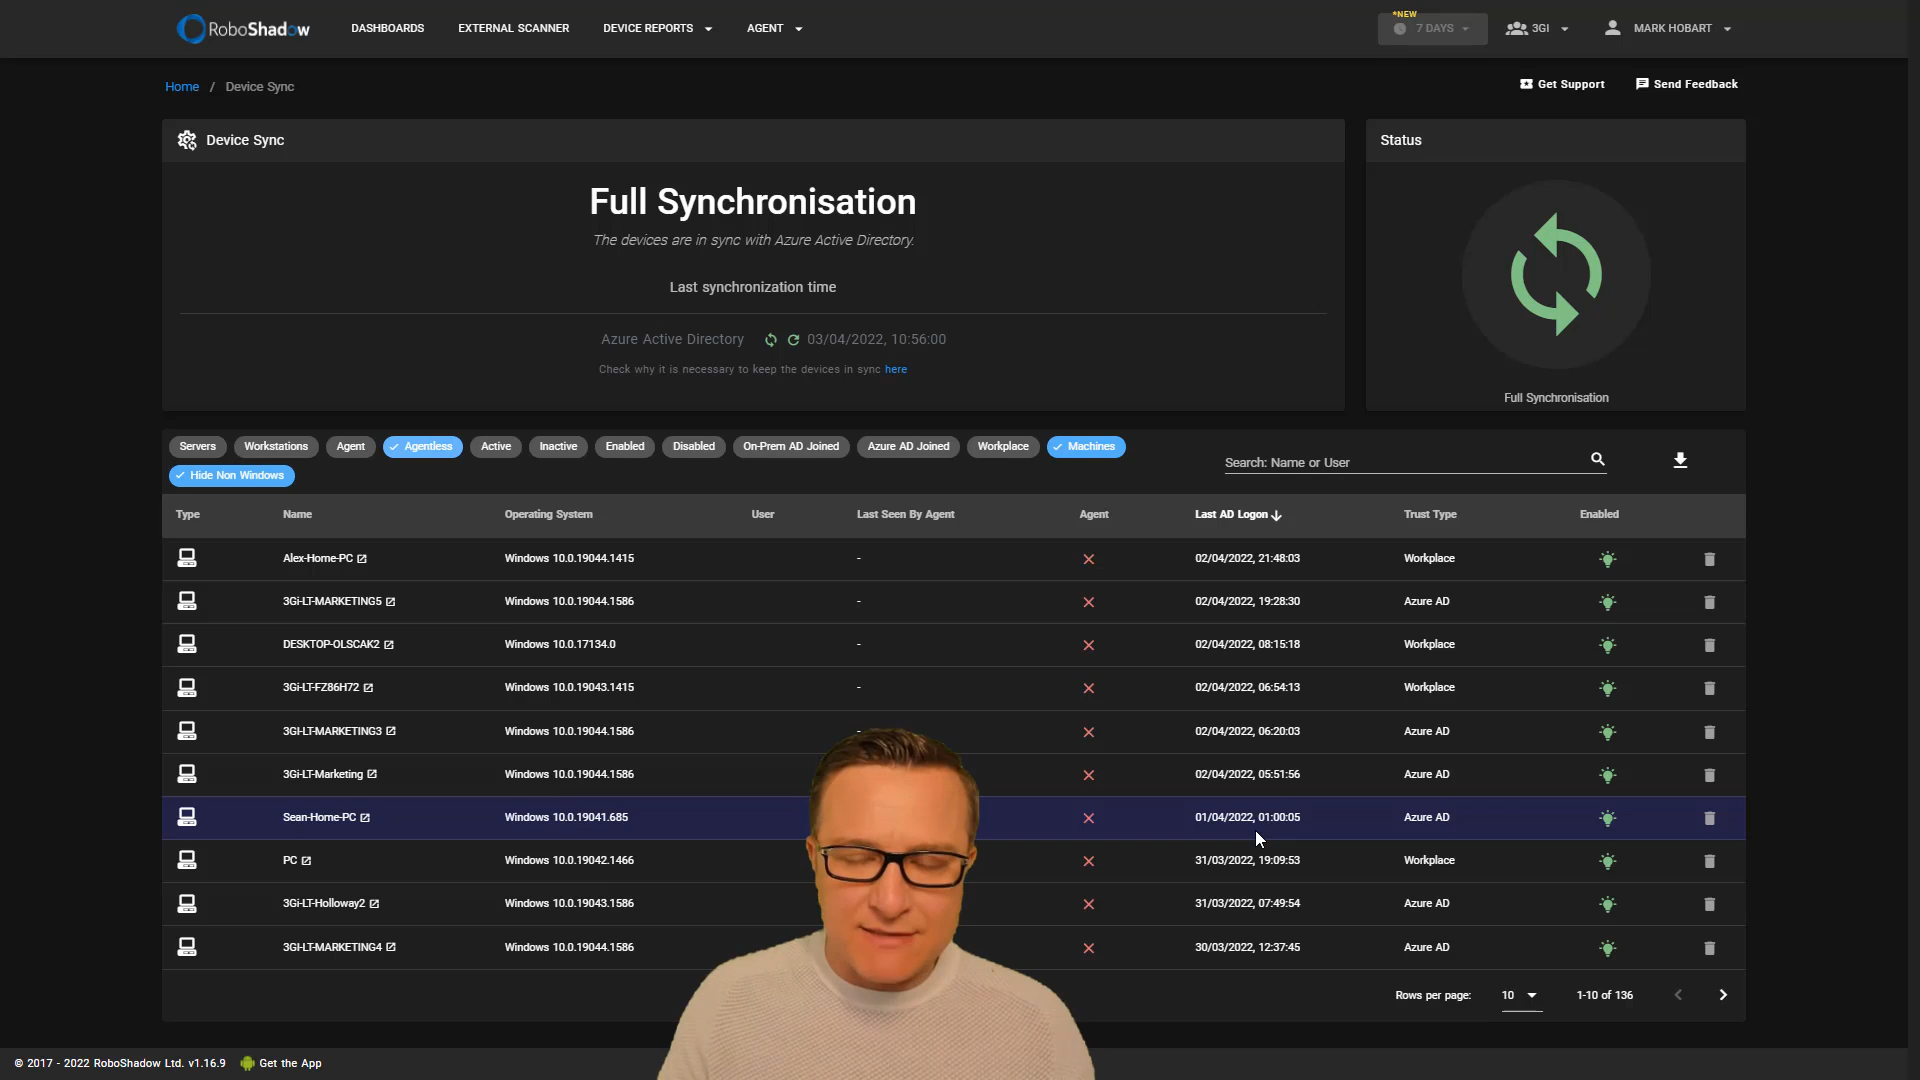 RoboShadow DASHBOARDS EXTERNAL SCANNER DEVICE REPORTS AGENT *NEW 7 DAYS 3GI MARK HOBART
Home / Device Sync Get Support Send Feedback
Device Sync
Status
Full Synchronisation
The devices are in sync with Azure Active Directory.
Last synchronization time
Azure Active Directory 03/04/2022, 10:56:00
Check why it is necessary to keep the devices in sync here
Full Synchronisation
Servers Workstations Agent Agentless Active Inactive Enabled Disabled On-Prem AD Joined Azure AD Joined Workplace Machines
Hide Non Windows
Search: Name or User
Type Name Operating System User Last Seen By Agent Agent Last AD Logon Trust Type Enabled
Alex-Home-PC Windows 10.0.19044.1415 - 02/04/2022, 21:48:03 Workplace
3Gi-LT-MARKETING5 Windows 10.0.19044.1586 - 02/04/2022, 19:28:30 Azure AD
DESKTOP-OLSCAK2 Windows 10.0.17134.0 - 02/04/2022, 08:15:18 Workplace
3Gi-LT-FZ86H72 Windows 10.0.19043.1415 - 02/04/2022, 06:54:13 Workplace
3GI-LT-MARKETING3 Windows 10.0.19044.1586 - 02/04/2022, 06:20:03 Azure AD
3Gi-LT-Marketing Windows 10.0.19044.1586 02/04/2022, 05:51:56 Azure AD
Sean-Home-PC Windows 10.0.19041.685 01/04/2022, 01:00:05 Azure AD
PC Windows 10.0.19042.1466 31/03/2022, 19:09:53 Workplace
3Gi-LT-Holloway2 Windows 10.0.19043.1586 31/03/2022, 07:49:54 Azure AD
3GI-LT-MARKETING4 Windows 10.0.19044.1586 30/03/2022, 12:37:45 Azure AD
Rows per page: 10 1-10 of 136
© 2017 - 2022 RoboShadow Ltd. v1.16.9 Get the App